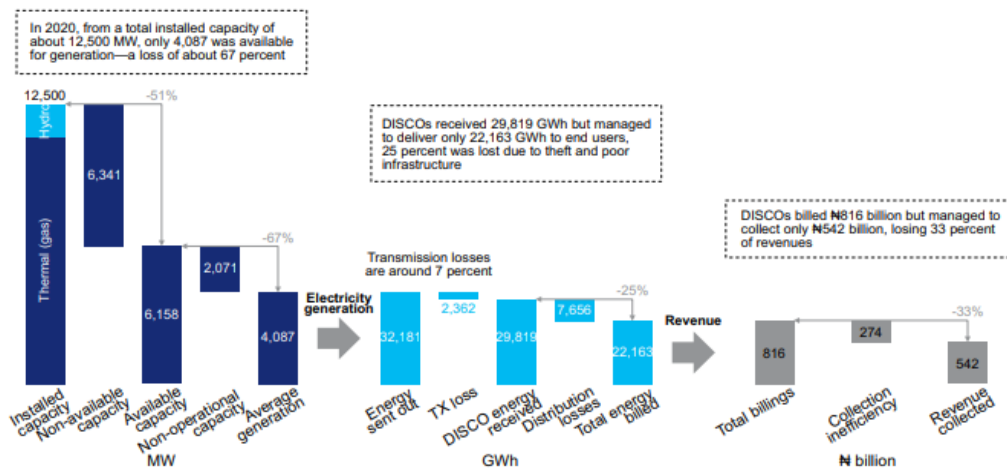 In 2020, from a total installed capacity of
about 12,500 MW, only 4,087 was available
for generation—a loss of about 67 percent
12,500
-51%
Hydro
Thermal (gas)
6,341
6,158
-67%
2,071
4,087
Installed
capacity
Non-available
capacity
Available
capacity
Non-operational
capacity
Average
generation
MW
Electricity
generation
DISCOs received 29,819 GWh but managed
to deliver only 22,163 GWh to end users,
25 percent was lost due to theft and poor
infrastructure
Transmission losses
are around 7 percent
32,181
2,362
29,819
7,656
-25%
22,163
Energy
sent out
TX loss
DISCO energy
received
Distribution
losses
Total energy
billed
GWh
Revenue
DISCOs billed ₦816 billion but managed to
collect only ₦542 billion, losing 33 percent
of revenues
816
274
-33%
542
Total billings
Collection
inefficiency
Revenue
collected
₦ billion